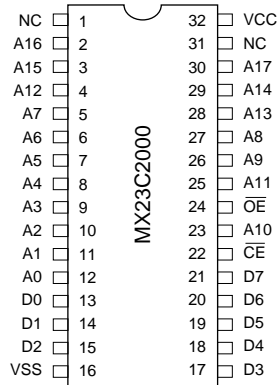 NC 1 32 VCC
A16 2 31 NC
A15 3 30 A17
A12 4 29 A14
A7 5 28 A13
A6 6 27 A8
A5 7 26 A9
A4 8 25 A11
A3 9 24 O̅E̅
A2 10 23 A10
A1 11 22 C̅E̅
A0 12 21 D7
D0 13 20 D6
D1 14 19 D5
D2 15 18 D4
VSS 16 17 D3
MX23C2000